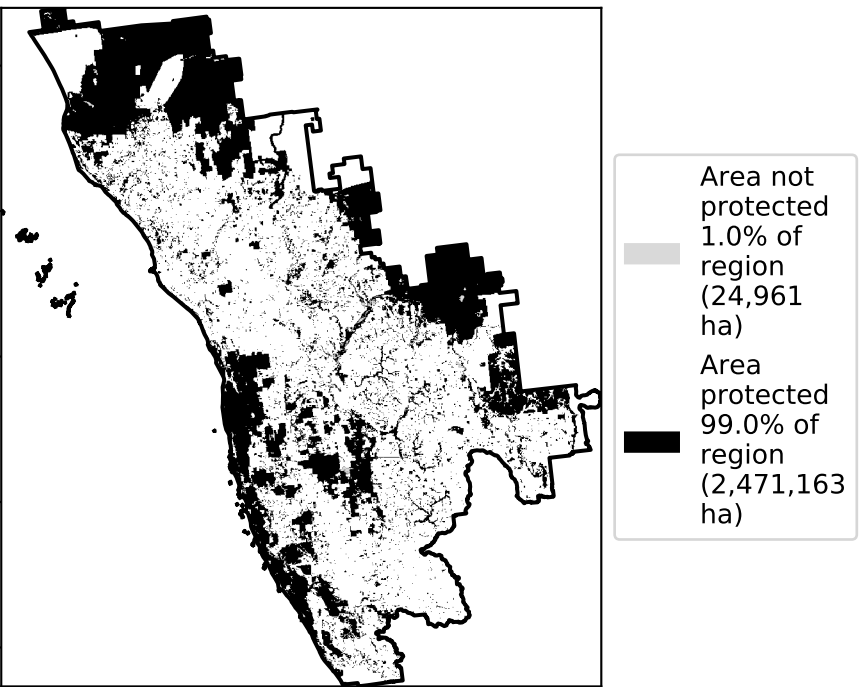 Area not
protected
1.0% of
region
(24,961
ha)
Area
protected
99.0% of
region
(2,471,163
ha)